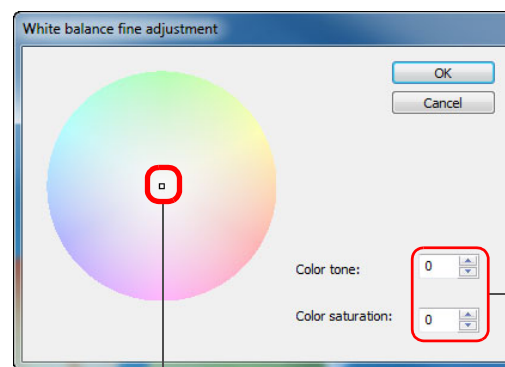 White balance fine adjustment
OK
Cancel
Color tone: 0
Color saturation: 0